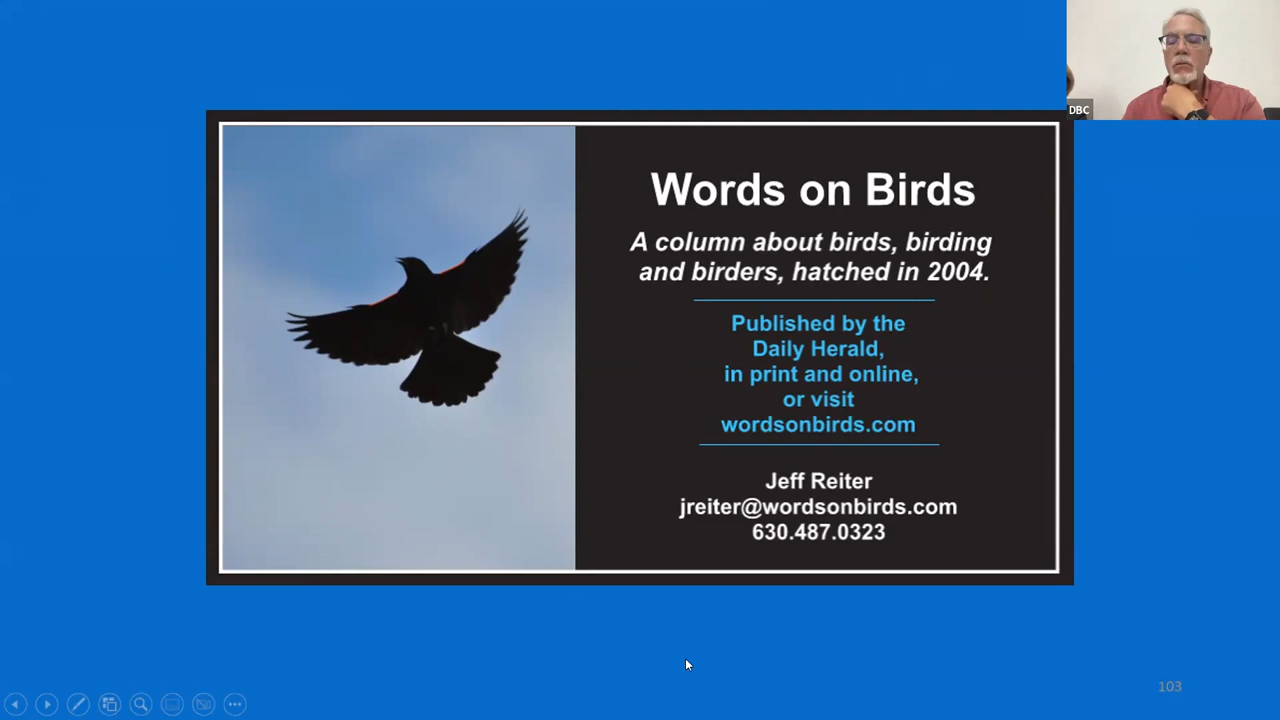 DBC
Words on Birds
A column about birds, birding
and birders, hatched in 2004.
Published by the
Daily Herald,
in print and online,
or visit
wordsonbirds.com
Jeff Reiter
jreiter@wordsonbirds.com
630.487.0323
103